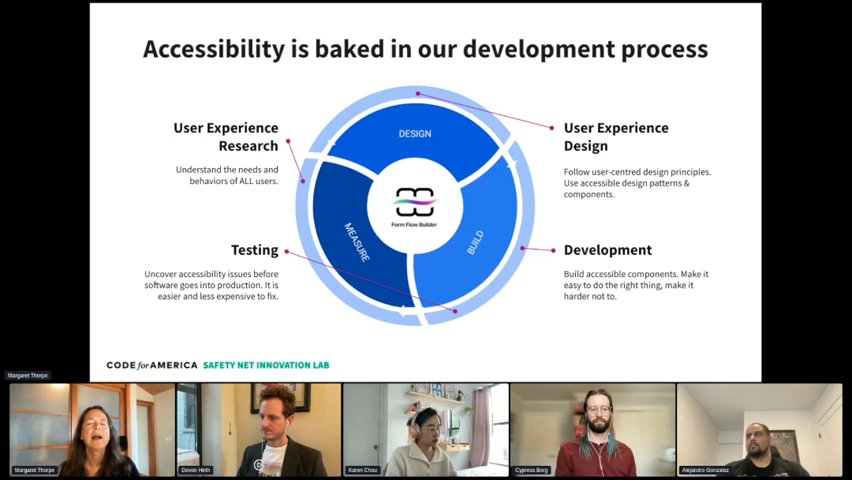 Accessibility is baked in our development process
User Experience
Research
Understand the needs and
behaviors of ALL users.
Testing
Uncover accessibility issues before
software goes into production. It is
easier and less expensive to fix.
DESIGN
MEASURE
BUILD
Form Flow Builder
User Experience
Design
Follow user-centred design principles.
Use accessible design patterns &
components.
Development
Build accessible components. Make it
easy to do the right thing, make it
harder not to.
CODE for AMERICA SAFETY NET INNOVATION LAB
Margaret Thorpe
Margaret Thorpe
Devon Hirth
Karen Chou
Cypress Borg
Alejandro Gonzalez